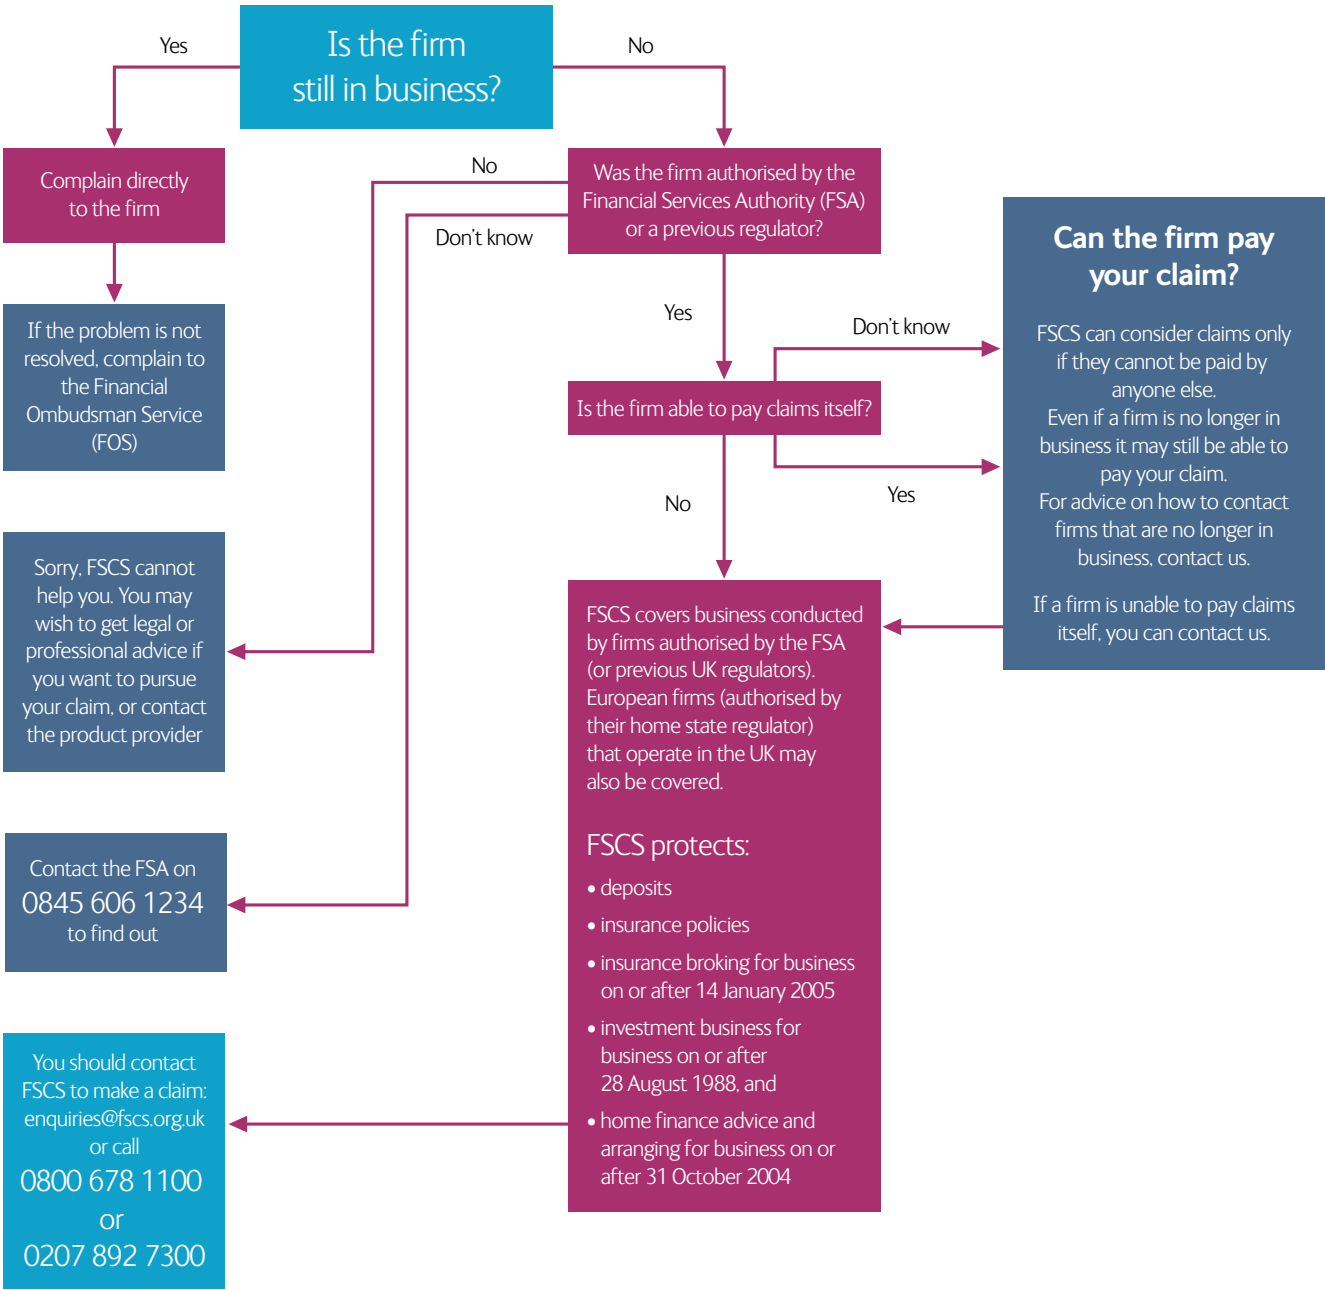 Is the firm
still in business?
Yes
No
Complain directly
to the firm
If the problem is not
resolved, complain to
the Financial
Ombudsman Service
(FOS)
Was the firm authorised by the
Financial Services Authority (FSA)
or a previous regulator?
No
Don't know
Yes
Sorry, FSCS cannot
help you. You may
wish to get legal or
professional advice if
you want to pursue
your claim, or contact
the product provider
Contact the FSA on
0845 606 1234
to find out
Is the firm able to pay claims itself?
Don't know
Yes
No
Can the firm pay
your claim?
FSCS can consider claims only
if they cannot be paid by
anyone else.
Even if a firm is no longer in
business it may still be able to
pay your claim.
For advice on how to contact
firms that are no longer in
business, contact us.
If a firm is unable to pay claims
itself, you can contact us.
FSCS covers business conducted
by firms authorised by the FSA
(or previous UK regulators).
European firms (authorised by
their home state regulator)
that operate in the UK may
also be covered.
FSCS protects:
• deposits
• insurance policies
• insurance broking for business
on or after 14 January 2005
• investment business for
business on or after
28 August 1988, and
• home finance advice and
arranging for business on or
after 31 October 2004
You should contact
FSCS to make a claim:
enquiries@fscs.org.uk
or call
0800 678 1100
or
0207 892 7300